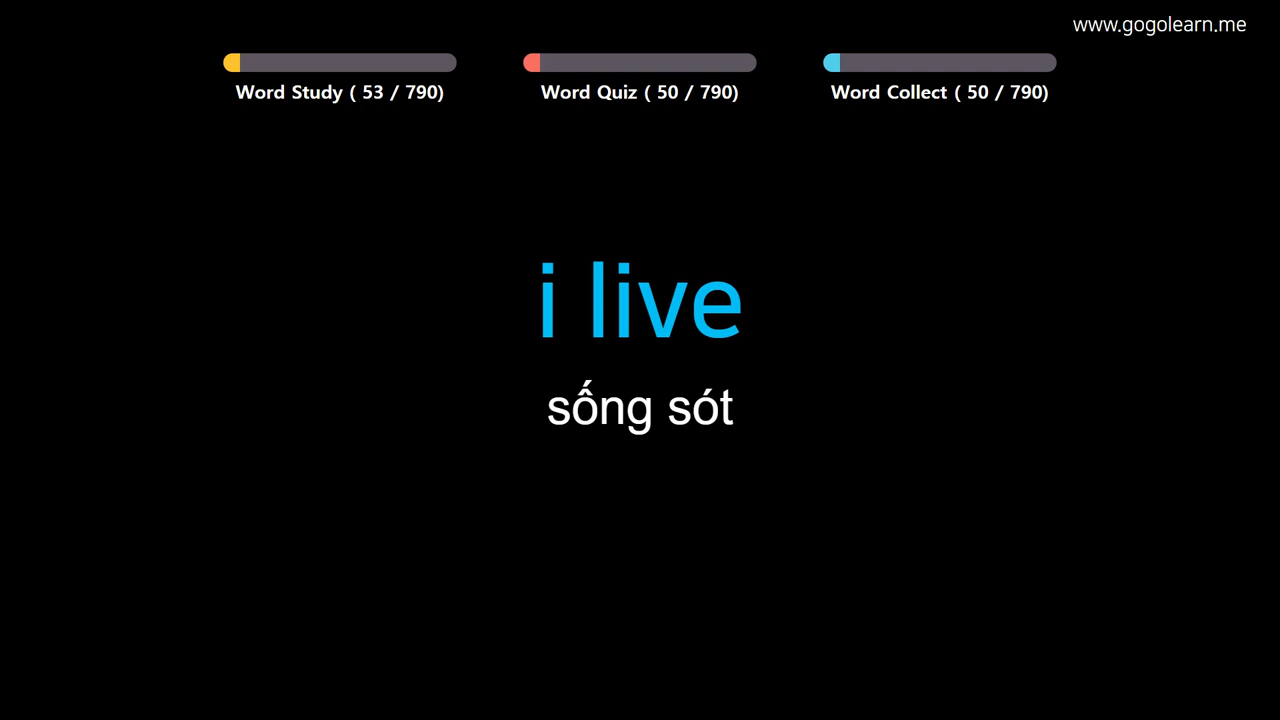 www.gogolearn.me
Word Study ( 53 / 790)
Word Quiz ( 50 / 790)
Word Collect ( 50 / 790)
i live
sống sót